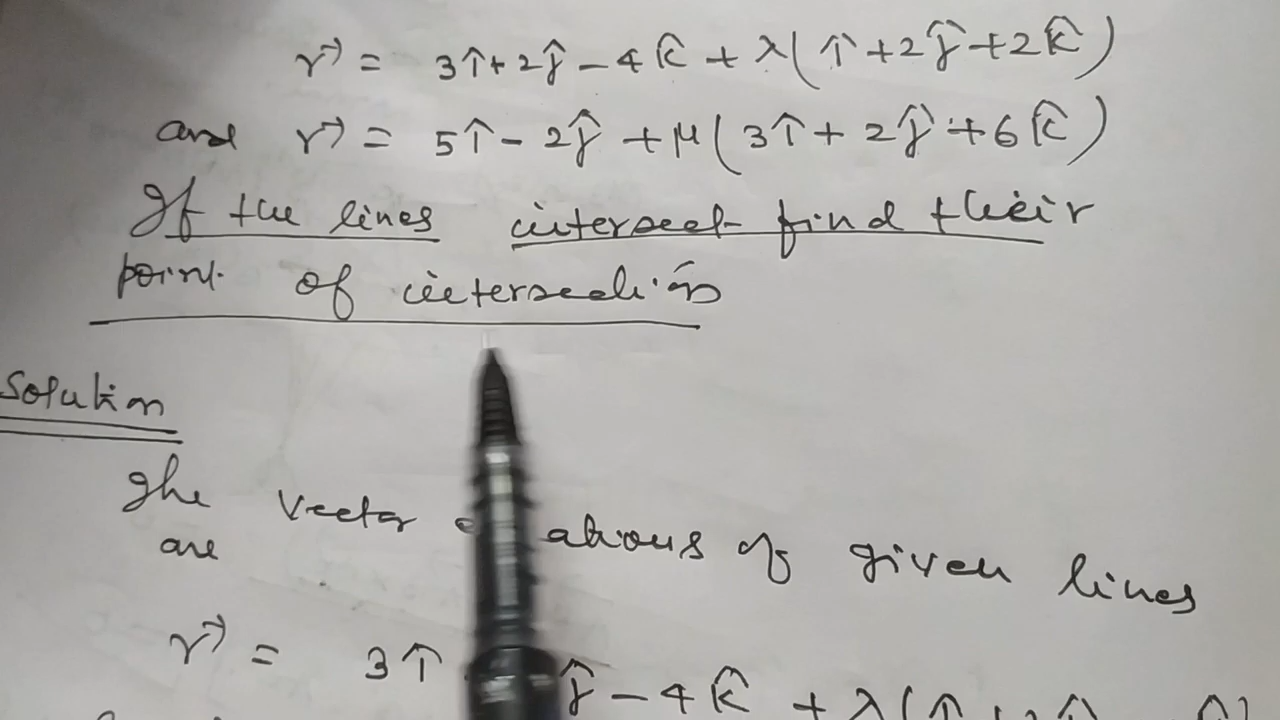 r⃗ = 3î + 2ĵ - 4k̂ + λ(î + 2ĵ + 2k̂)
and r⃗ = 5î - 2ĵ + μ(3î + 2ĵ + 6k̂)
If the lines intersect find their
point of intersection
Solution
The vector of given lines
are
r⃗ = 3î ĵ - 4k̂ + λ(î